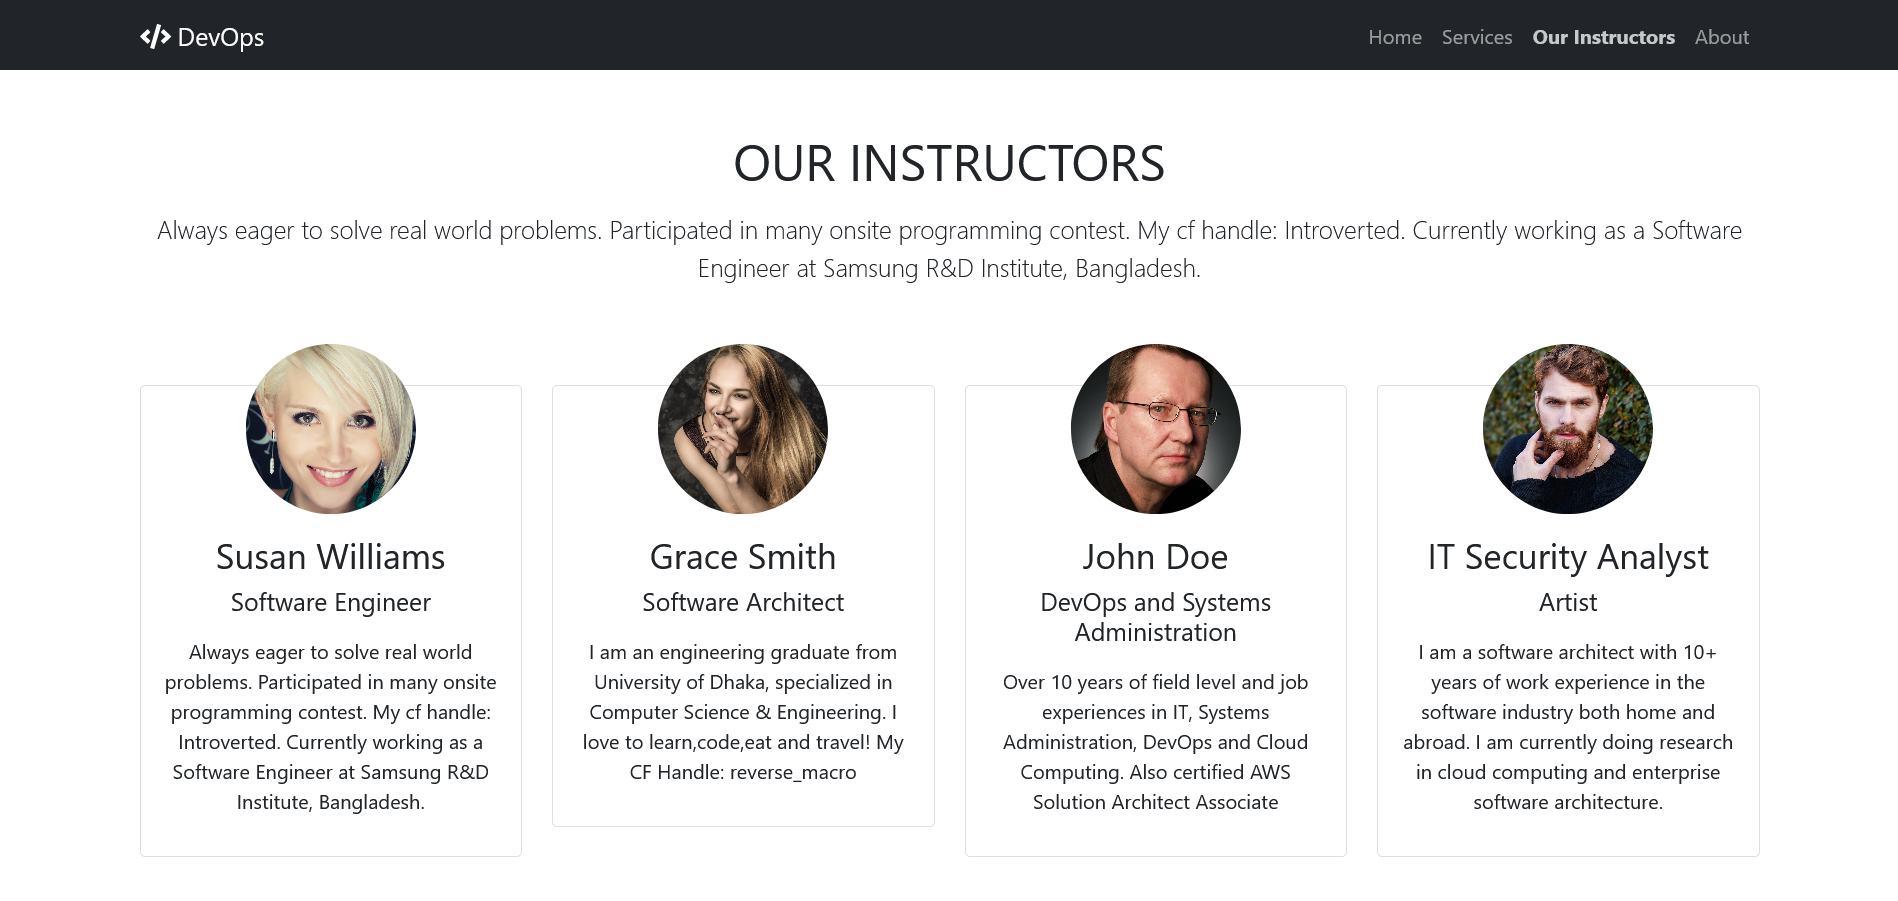 DevOps
Home Services Our Instructors About
OUR INSTRUCTORS
Always eager to solve real world problems. Participated in many onsite programming contest. My cf handle: Introverted. Currently working as a Software
Engineer at Samsung R&D Institute, Bangladesh.
Susan Williams
Software Engineer
Always eager to solve real world
problems. Participated in many onsite
programming contest. My cf handle:
Introverted. Currently working as a
Software Engineer at Samsung R&D
Institute, Bangladesh.
Grace Smith
Software Architect
I am an engineering graduate from
University of Dhaka, specialized in
Computer Science & Engineering. I
love to learn,code,eat and travel! My
CF Handle: reverse_macro
John Doe
DevOps and Systems
Administration
Over 10 years of field level and job
experiences in IT, Systems
Administration, DevOps and Cloud
Computing. Also certified AWS
Solution Architect Associate
IT Security Analyst
Artist
I am a software architect with 10+
years of work experience in the
software industry both home and
abroad. I am currently doing research
in cloud computing and enterprise
software architecture.